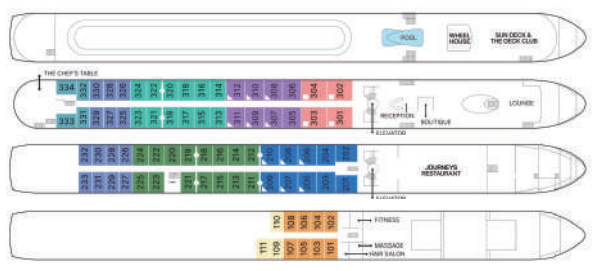 POOL
WHEEL
HOUSE
SUN DECK &
THE DECK CLUB
THE CHEF'S TABLE
334 332 330 328 326 324 322 320 318 316 314 312 310 308 306 304 302
333 331 329 327 325 323 321 319 317 315 313 311 309 307 305 303 301
RECEPTION
BOUTIQUE
LOUNGE
ELEVATOR
232 230 228 226 224 222 220 218 216 214 212 210 208 206 204 202
233 231 229 227 225 223 217 215 213 211 209 207 205 203 201
JOURNEYS
RESTAURANT
ELEVATOR
110 108 106 104 102
111 109 107 105 103 101
FITNESS
MASSAGE
HAIR SALON